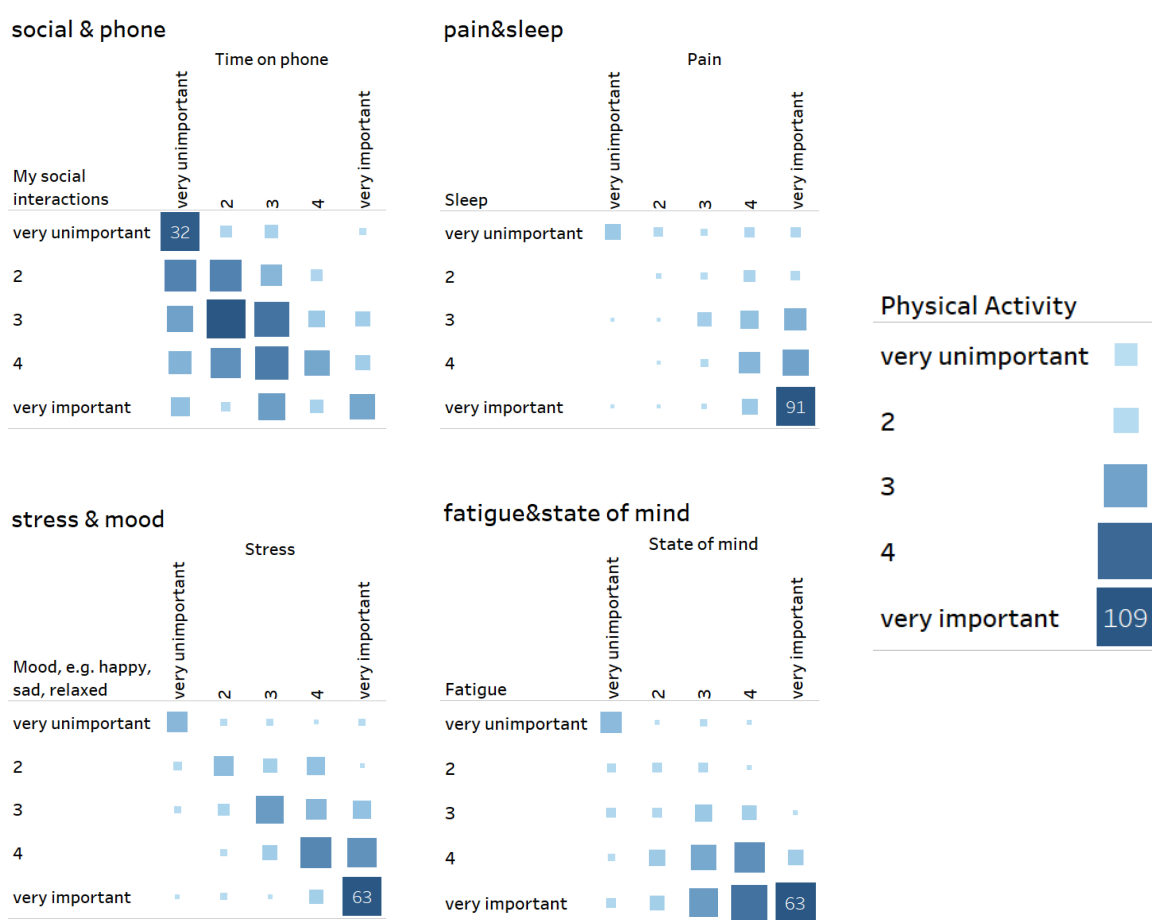 social & phone
Time on phone
My social
interactions
very unimportant
2
3
4
very important
very unimportant
32
2
3
4
very important
pain&sleep
Pain
Sleep
very unimportant
2
3
4
very important
very unimportant
2
3
4
very important
91
stress & mood
Stress
Mood, e.g. happy,
sad, relaxed
very unimportant
2
3
4
very important
very unimportant
2
3
4
very important
63
fatigue&state of mind
State of mind
Fatigue
very unimportant
2
3
4
very important
very unimportant
2
3
4
very important
63
Physical Activity
very unimportant
2
3
4
very important
109